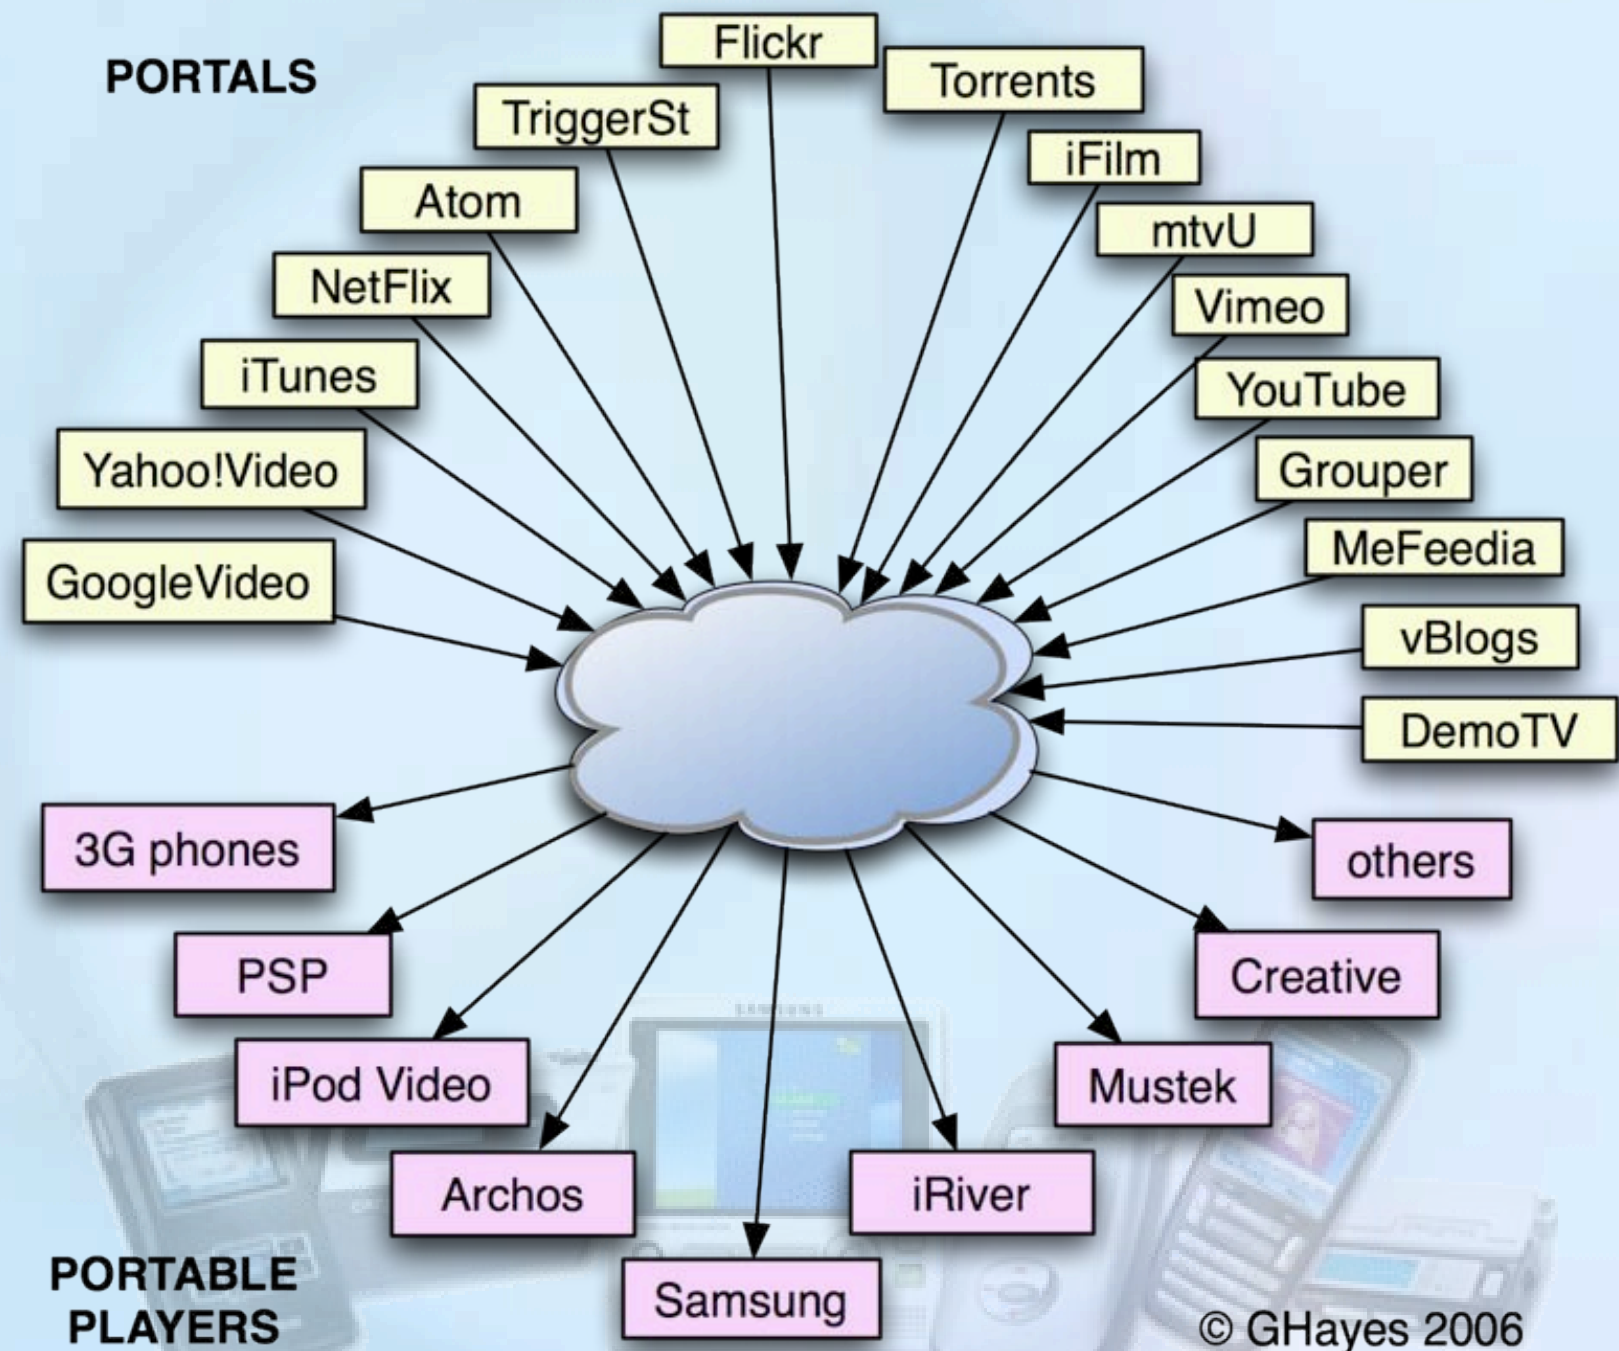 PORTALS
Flickr
Torrents
TriggerSt
iFilm
Atom
mtvU
NetFlix
Vimeo
iTunes
YouTube
Yahoo!Video
Grouper
GoogleVideo
MeFeedia
vBlogs
DemoTV
3G phones
others
PSP
Creative
SAMSUNG
iPod Video
Mustek
Archos
iRiver
Samsung
PORTABLE
PLAYERS
© GHayes 2006